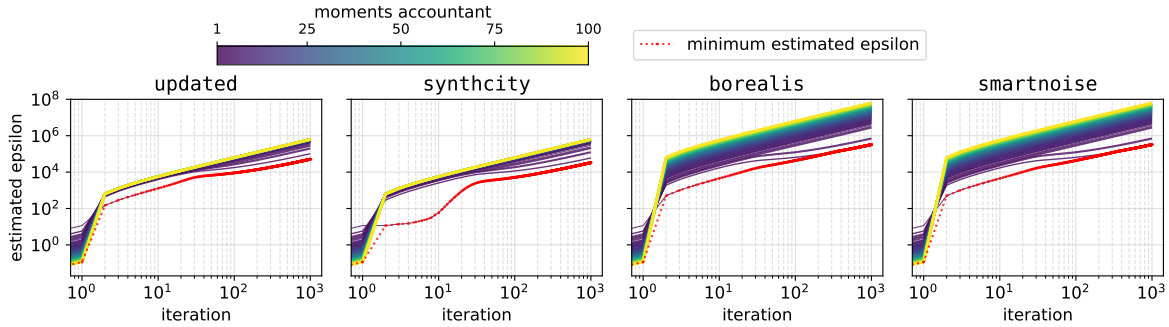 moments accountant
1 25 50 75 100
minimum estimated epsilon
updated synthcity borealis smartnoise
estimated epsilon
10^8
10^6
10^4
10^2
10^0
10^0 10^1 10^2 10^3 10^0 10^1 10^2 10^3 10^0 10^1 10^2 10^3 10^0 10^1 10^2 10^3
iteration iteration iteration iteration